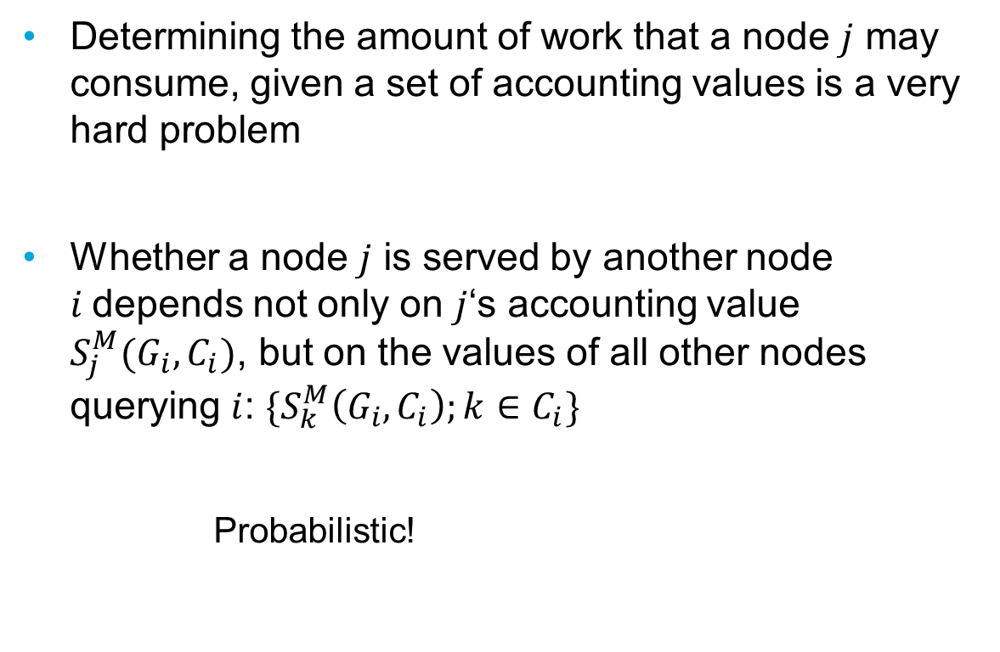 • Determining the amount of work that a node 𝑗 may
consume, given a set of accounting values is a very
hard problem
• Whether a node 𝑗 is served by another node
𝑖 depends not only on 𝑗‘s accounting value
𝑆_𝑗^𝑀(𝐺_𝑖, 𝐶_𝑖), but on the values of all other nodes
querying 𝑖: {𝑆_𝑘^𝑀(𝐺_𝑖, 𝐶_𝑖); 𝑘 ∈ 𝐶_𝑖}
Probabilistic!